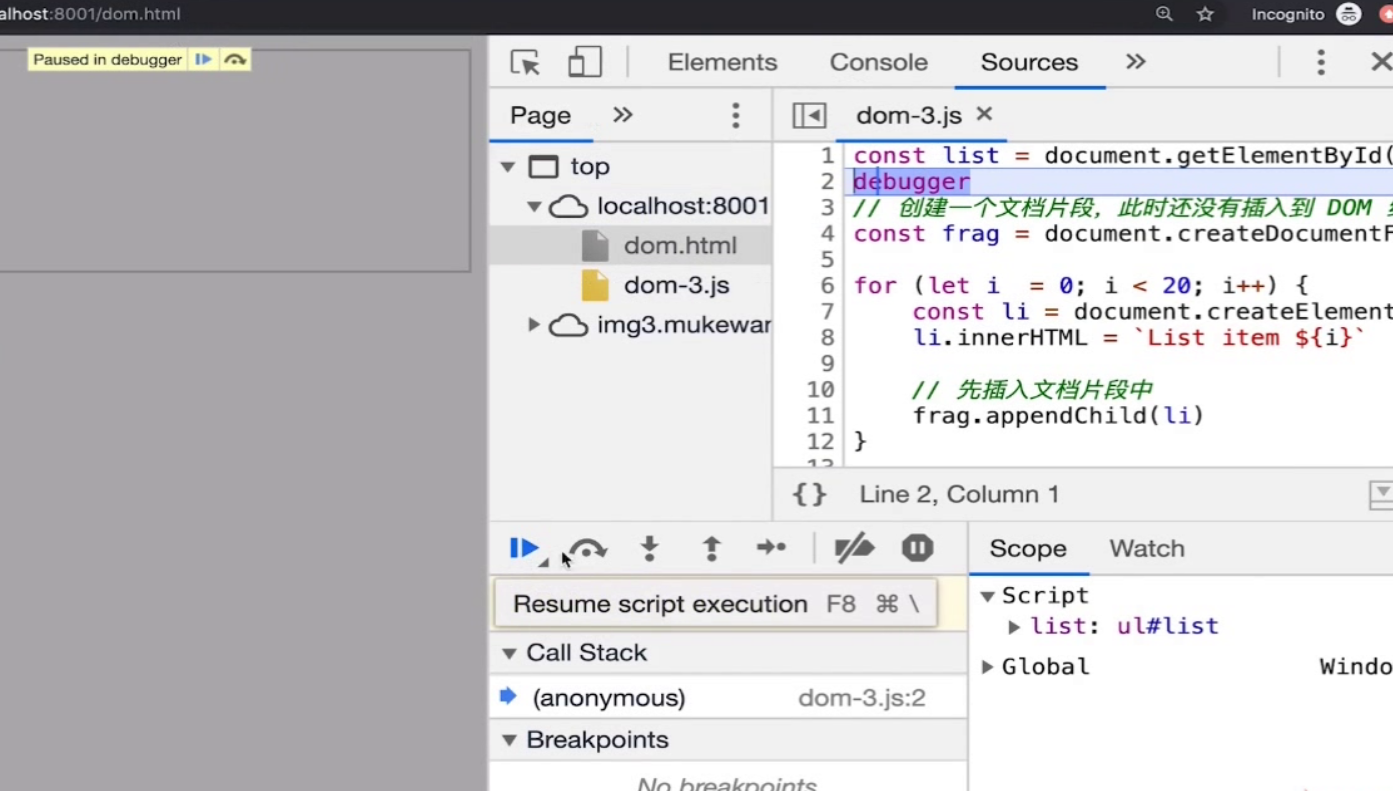 alhost:8001/dom.html
Incognito
Paused in debugger
Elements Console Sources
Page
dom-3.js
top
localhost:8001
dom.html
dom-3.js
img3.mukewar
1 const list = document.getElementById(
2 debugger
3 // 创建一个文档片段，此时还没有插入到 DOM
4 const frag = document.createDocumentF
5
6 for (let i  = 0; i < 20; i++) {
7 const li = document.createElement
8 li.innerHTML = `List item ${i}`
9
10 // 先插入文档片段中
11 frag.appendChild(li)
12 }
13
{} Line 2, Column 1
Resume script execution F8 ⌘ \
Call Stack
(anonymous) dom-3.js:2
Breakpoints
No breakpoints
Scope Watch
Script
list: ul#list
Global Windo